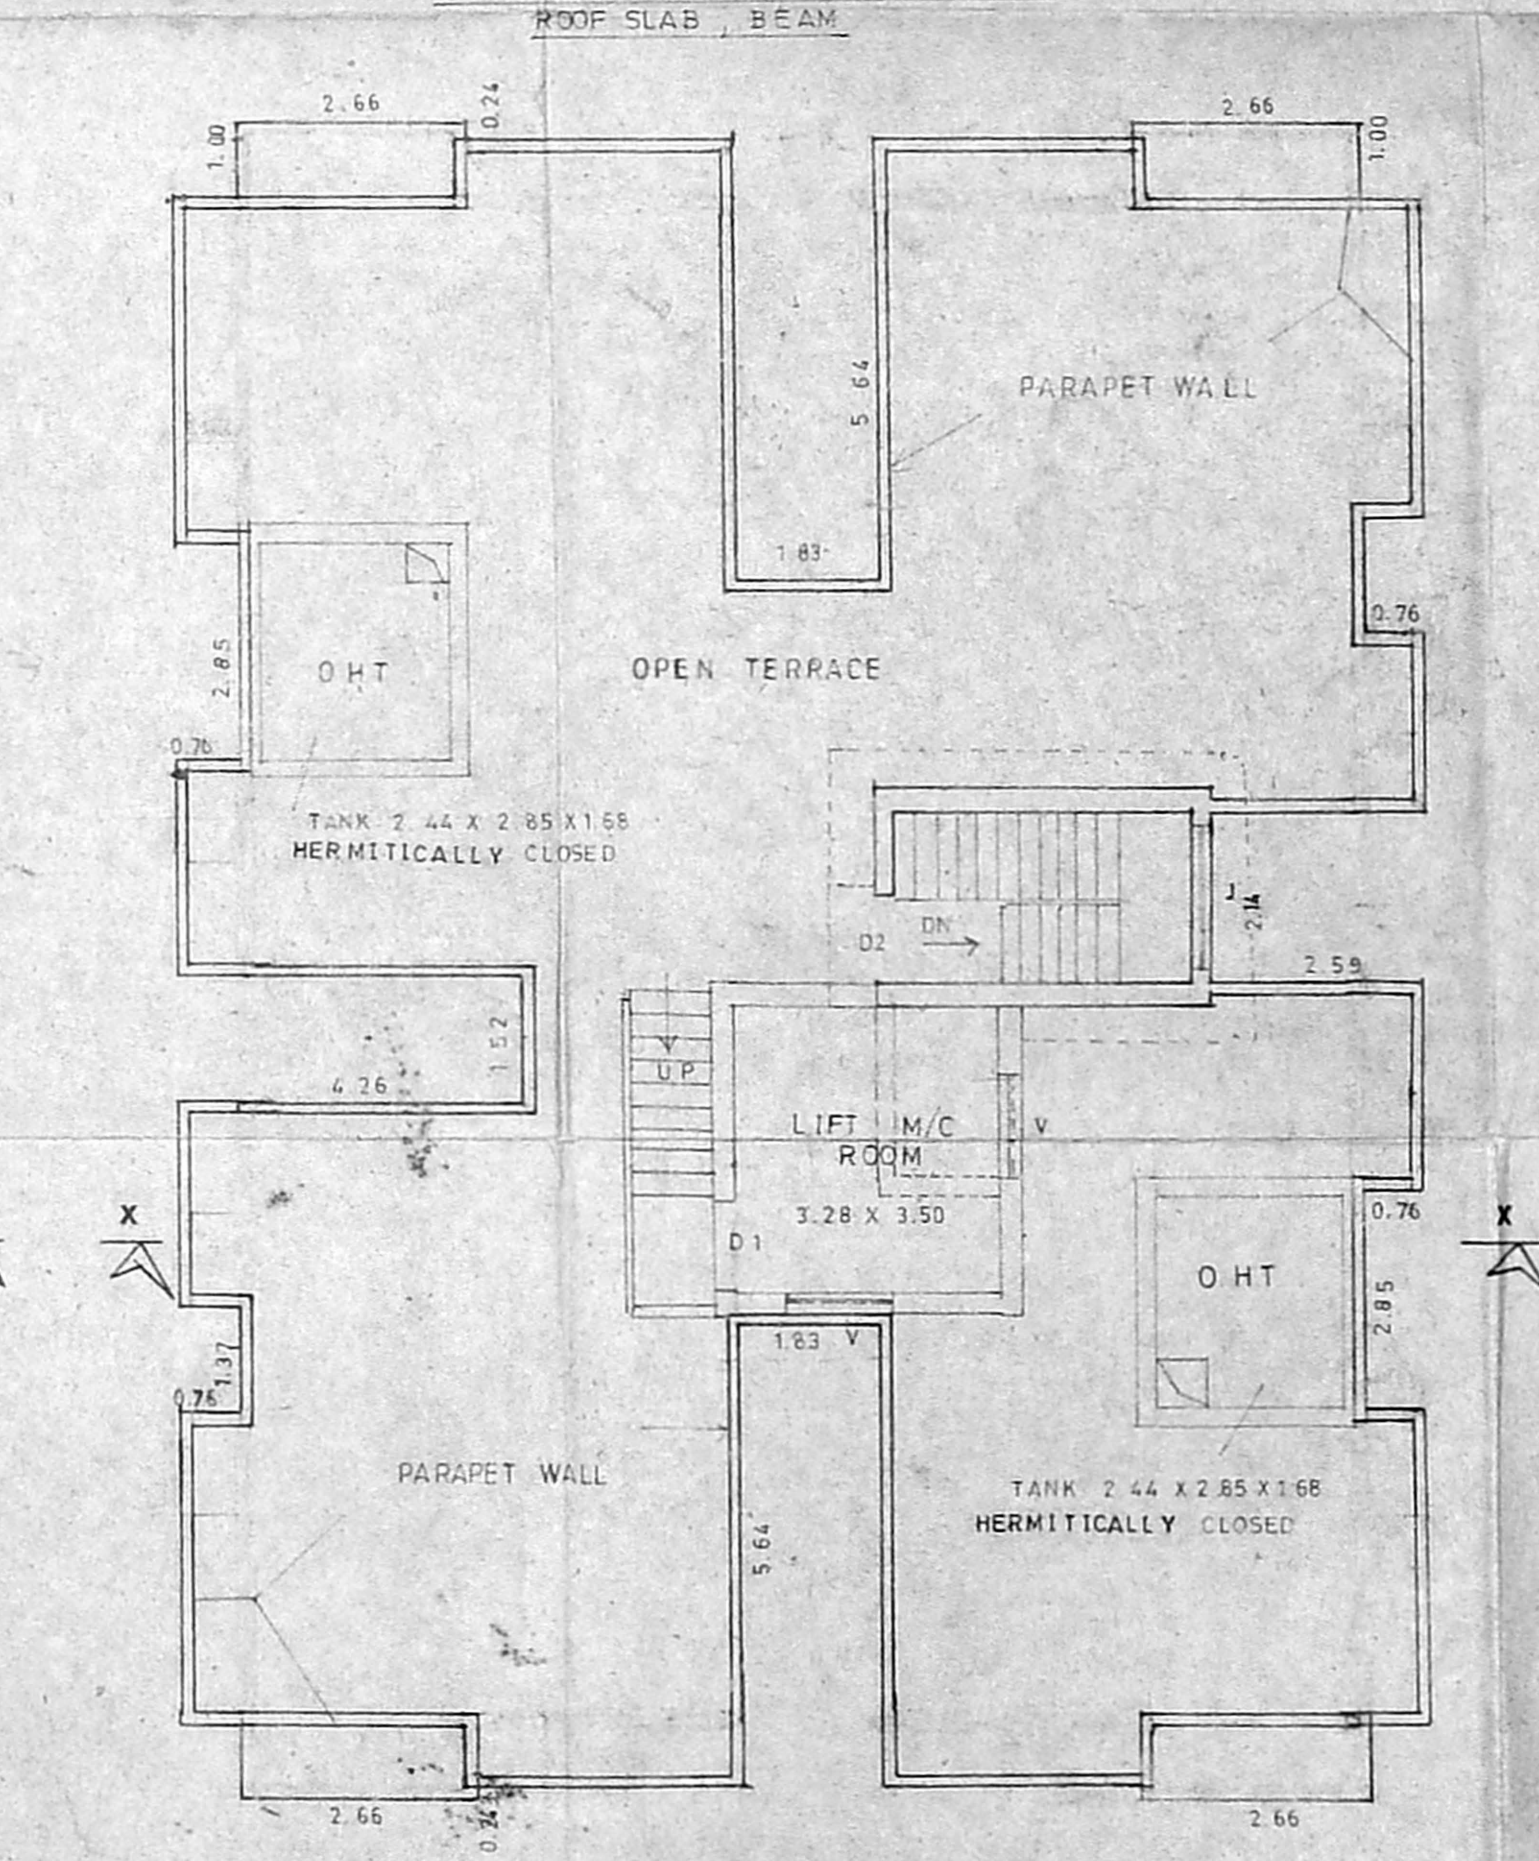 ROOF SLAB , BEAM
2.66
0.24
2.66
1.00
1.00
5.64
PARAPET WALL
1.83
0.76
2.85
OHT
OPEN TERRACE
0.76
TANK 2.44 X 2.85 X 1.68
HERMITICALLY CLOSED
J
2.14
D2
DN
2.59
1.52
UP
4.26
LIFT M/C
ROOM
V
X
3.28 X 3.50
0.76
X
D1
OHT
2.85
1.83
V
1.37
0.76
PARAPET WALL
TANK 2.44 X 2.85 X 1.68
HERMITICALLY CLOSED
5.64
2.66
0.24
2.66